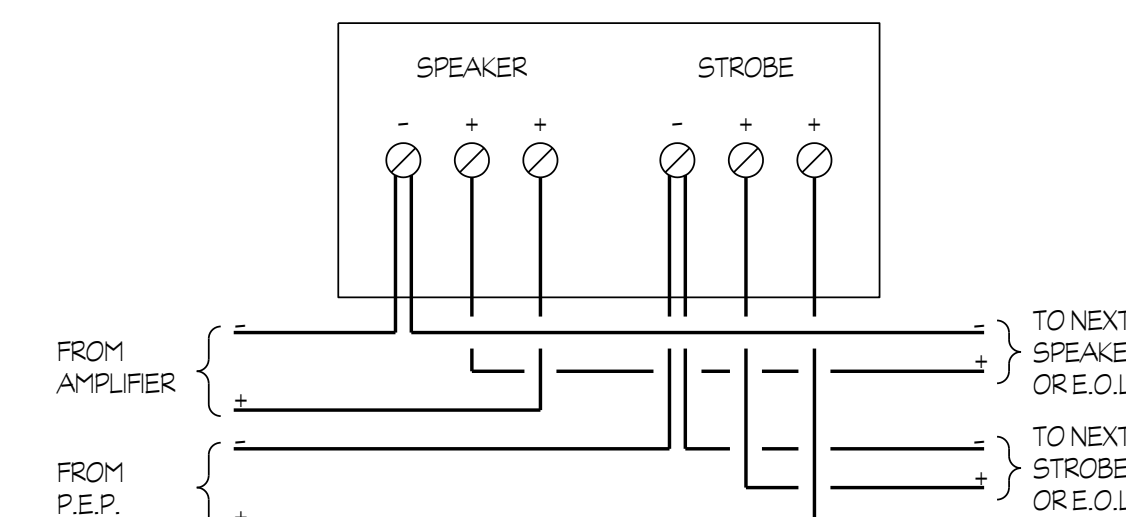 SPEAKER STROBE
- + + - + +
-
FROM
AMPLIFIER
+
-
TO NEXT
SPEAKE
+
OR E.O.L
-
FROM
P.E.P.
+
-
TO NEXT
STROBE
+
OR E.O.L